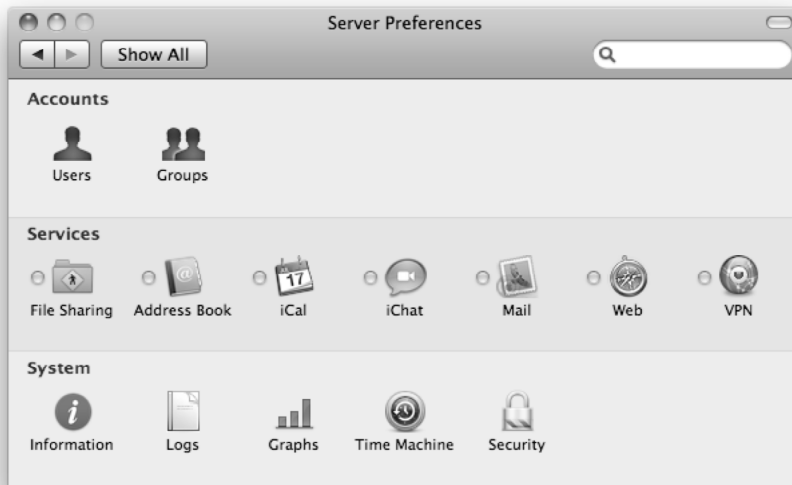 Server Preferences
Show All
Accounts
Users Groups
Services
17
File Sharing Address Book iCal iChat Mail Web VPN
System
Information Logs Graphs Time Machine Security